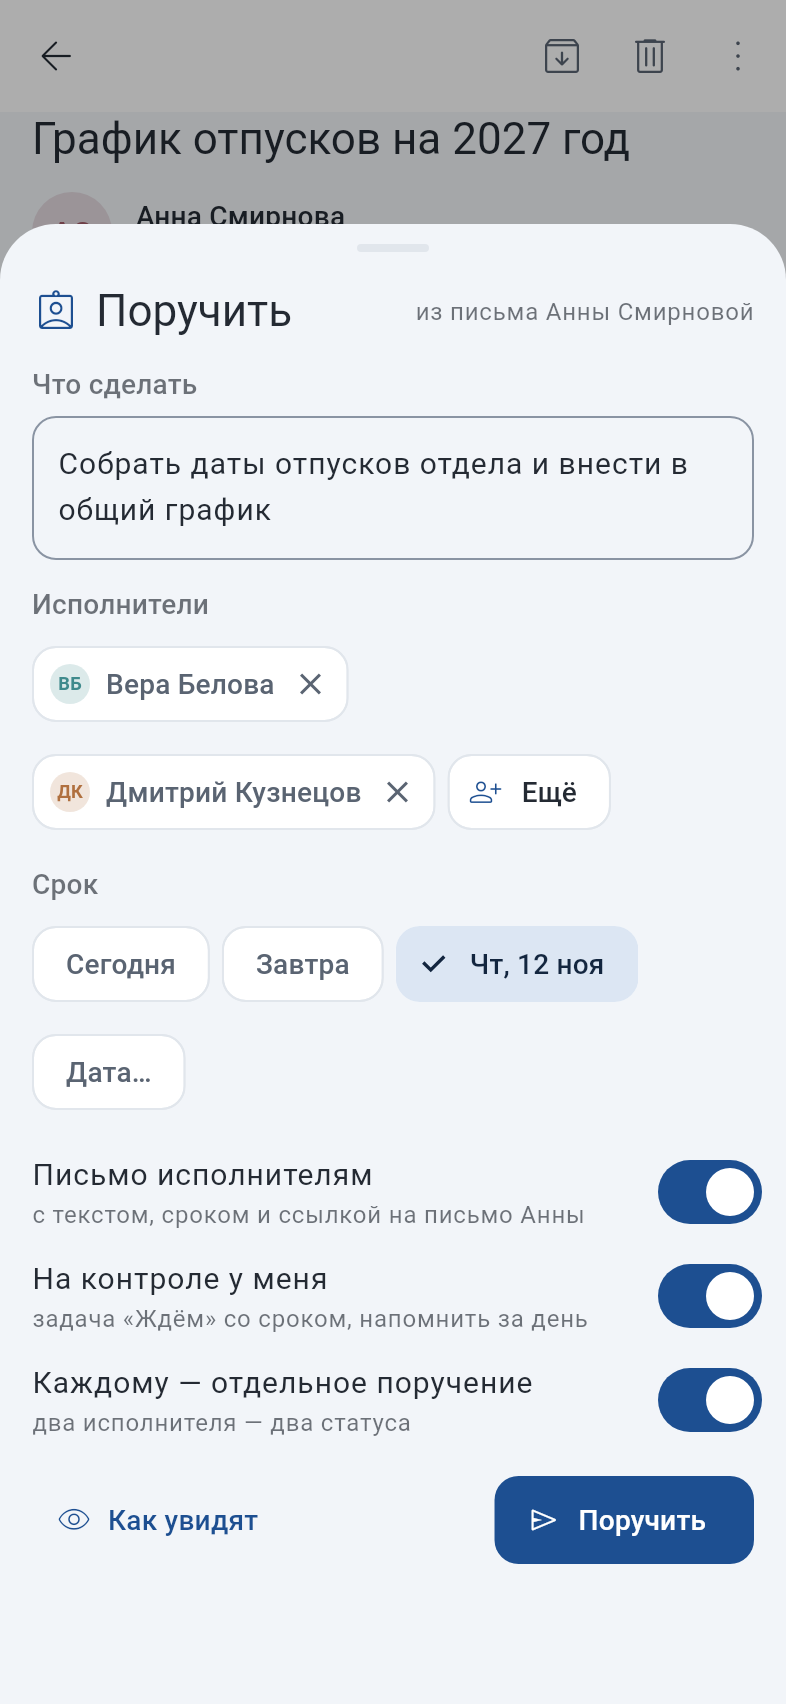 График отпусков на 2027 год
Анна Смирнова
Поручить
из письма Анны Смирновой
Что сделать
Собрать даты отпусков отдела и внести в
общий график
Исполнители
ВБ Вера Белова
ДК Дмитрий Кузнецов
Ещё
Срок
Сегодня
Завтра
Чт, 12 ноя
Дата...
Письмо исполнителям
с текстом, сроком и ссылкой на письмо Анны
На контроле у меня
задача «Ждём» со сроком, напомнить за день
Каждому — отдельное поручение
два исполнителя — два статуса
Как увидят
Поручить